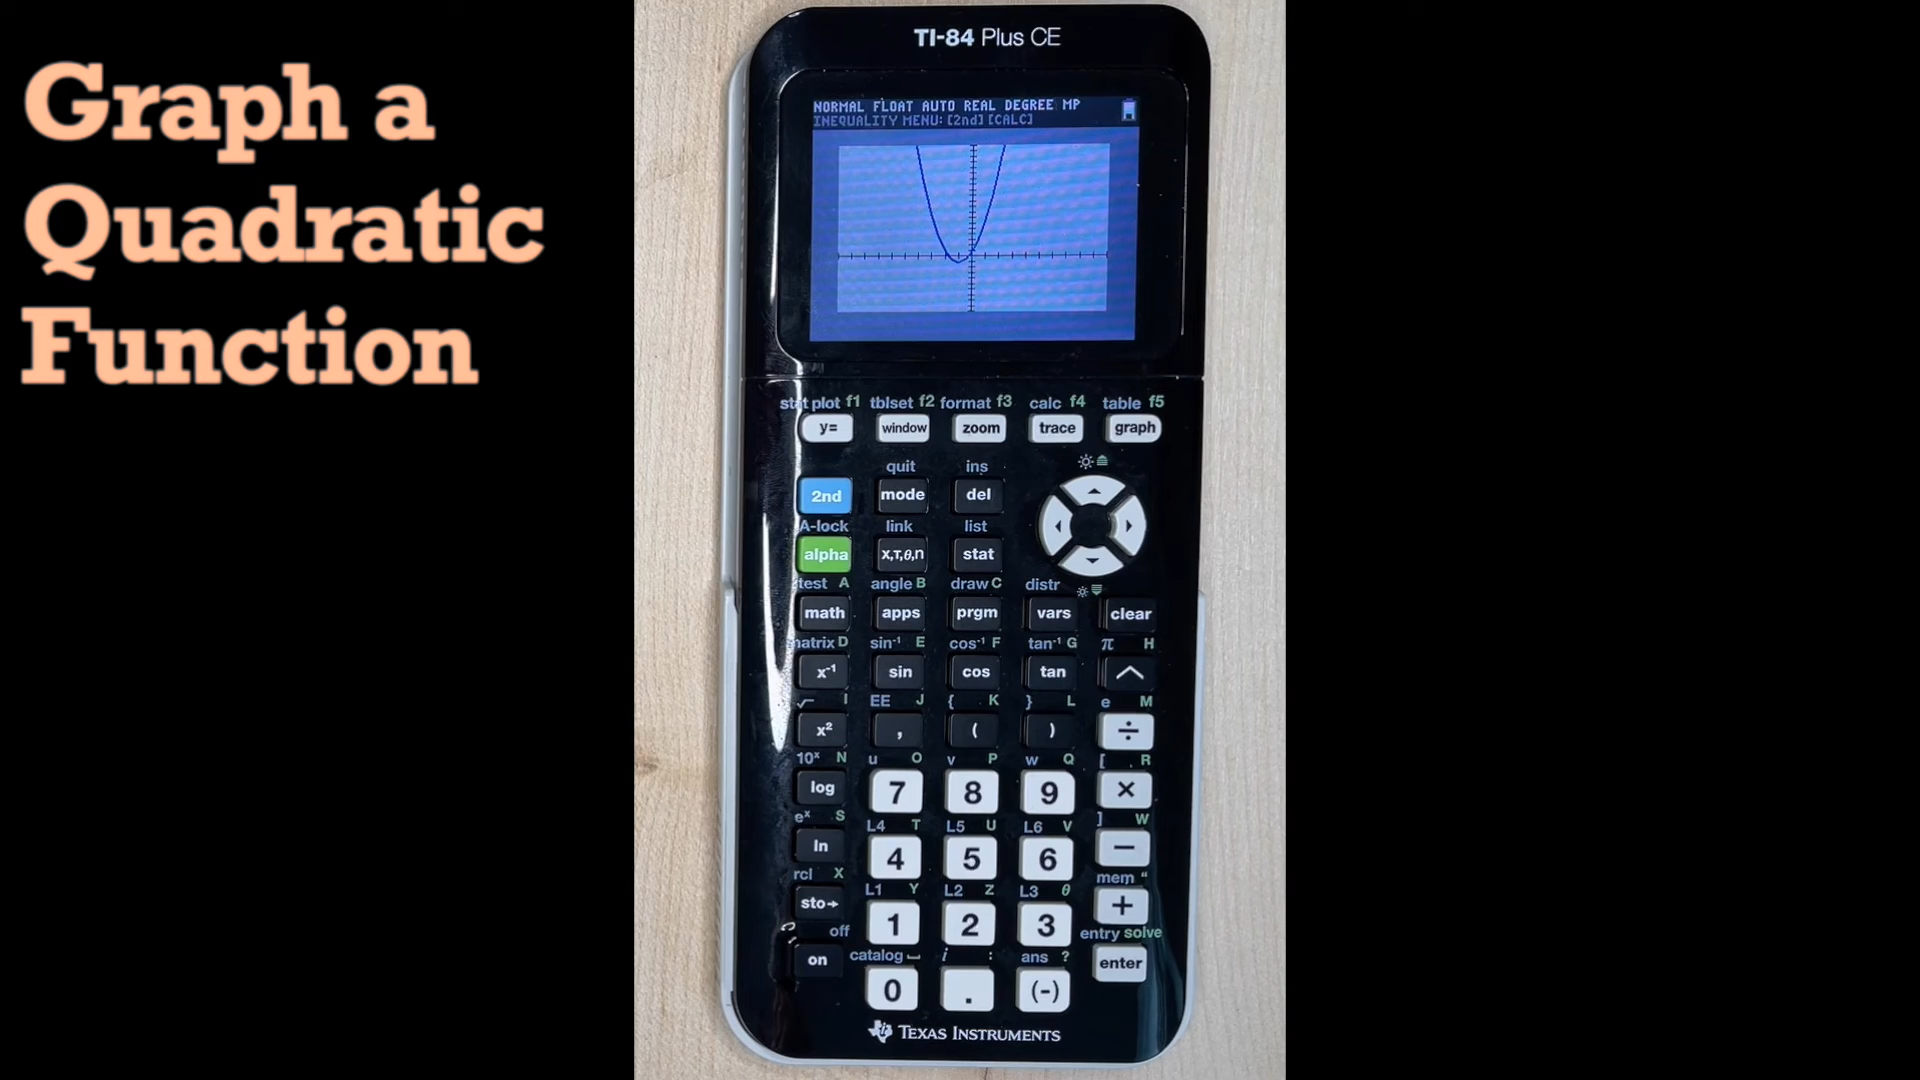 Graph a
Quadratic
Function
TI-84 Plus CE
NORMAL FLOAT AUTO REAL DEGREE MP
INEQUALITY MENU: [2nd] [CALC]
stat plot f1 tblset f2 format f3 calc f4 table f5
y= window zoom trace graph
quit ins
2nd mode del
A-lock link list
alpha x,T,θ,n stat
test A angle B draw C distr
math apps prgm vars clear
matrix D sin⁻¹ E cos⁻¹ F tan⁻¹ G π H
x⁻¹ sin cos tan ^
√ I EE J { K } L e M
x² , ( ) ÷
10ˣ N u O v P w Q [ R
log 7 8 9 ×
eˣ S L4 T L5 U L6 V ] W
ln 4 5 6 −
rcl X L1 Y L2 Z L3 θ mem "
sto→ 1 2 3 +
off catalog ⎵ i : ans ? entry solve
on 0 . (-) enter
TEXAS INSTRUMENTS